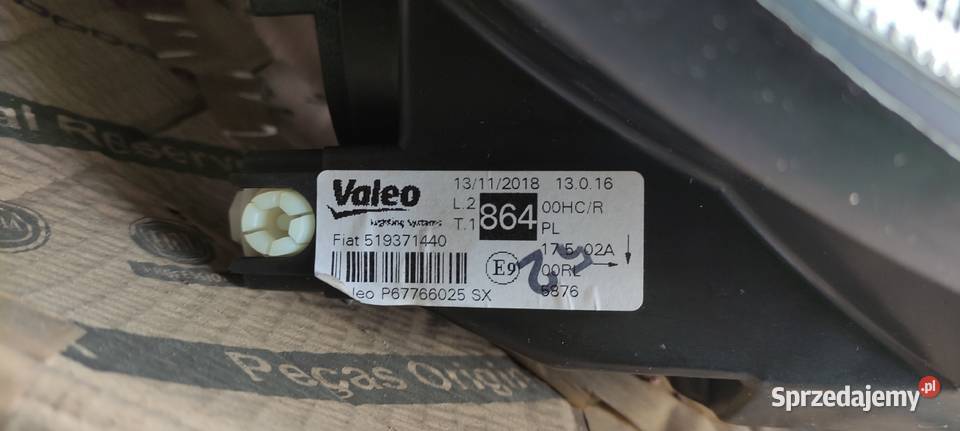 Valeo
Lighting Systems
13/11/2018 13.0.16
L.2
T.1
864
00HC/R
PL
Fiat 519371440
17.5 02A
E9
00RL
P67766025 SX
5876
Peças Origi
Sprzedajemy.pl